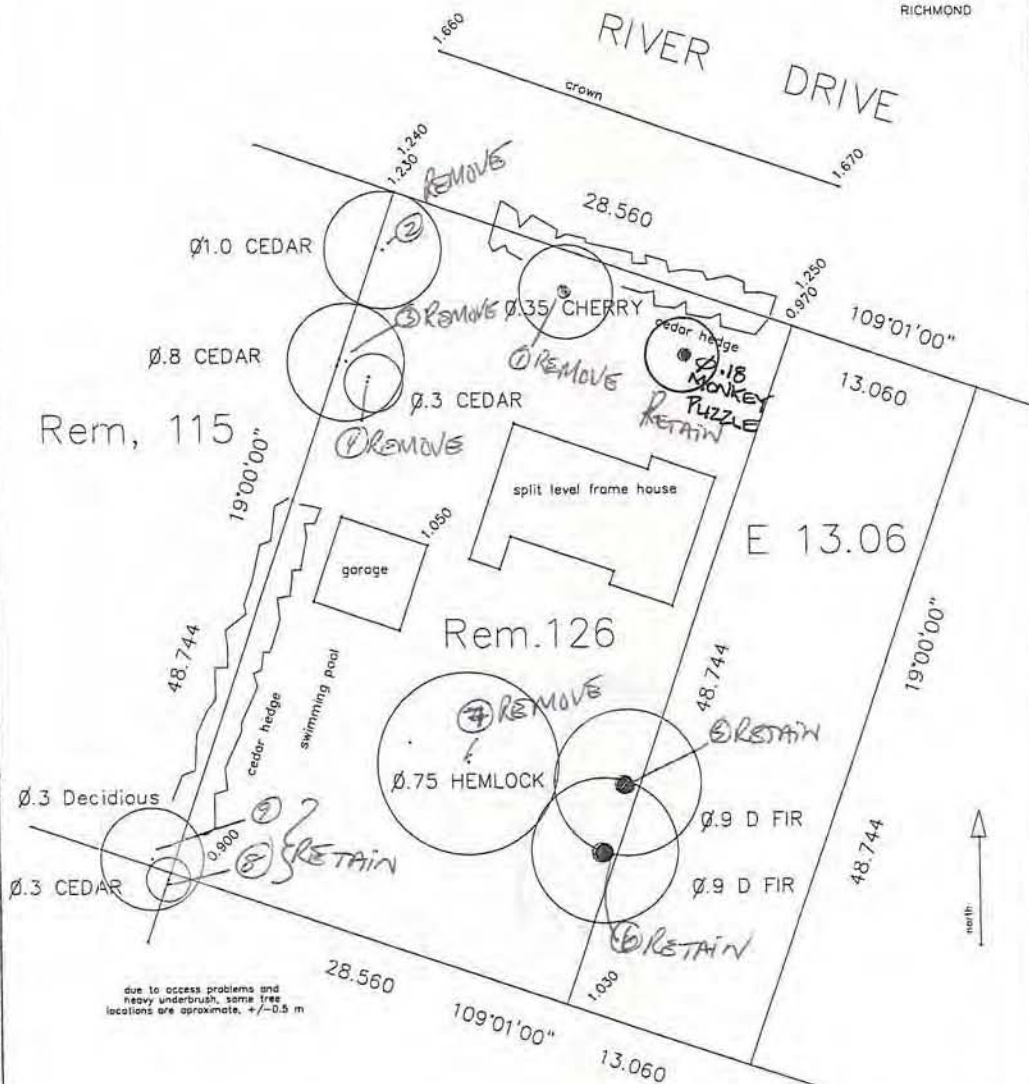 RICHMOND
RIVER DRIVE
1.660
crown
1.670
1.240
1.230
② REMOVE
28.560
Ø1.0 CEDAR
1.250
0.970
109°01'00"
③ REMOVE
Ø.35 CHERRY
cedar hedge
Ø.8 CEDAR
① REMOVE
Ø.18
MONKEY
PUZZLE
RETAIN
13.060
Ø.3 CEDAR
④ REMOVE
Rem, 115
19°00'00"
split level frame house
1.050
garage
E 13.06
Rem.126
48.744
cedar hedge
swimming pool
48.744
19°00'00"
⑦ REMOVE
Ø.75 HEMLOCK
⑤ RETAIN
Ø.3 Decidious
⑨
0.900
⑧ } RETAIN
Ø.3 CEDAR
Ø.9 D FIR
Ø.9 D FIR
48.744
⑥ RETAIN
north
1.030
28.560
due to access problems and
heavy underbrush, some tree
locations are aproximate, +/-0.5 m
109°01'00"
13.060